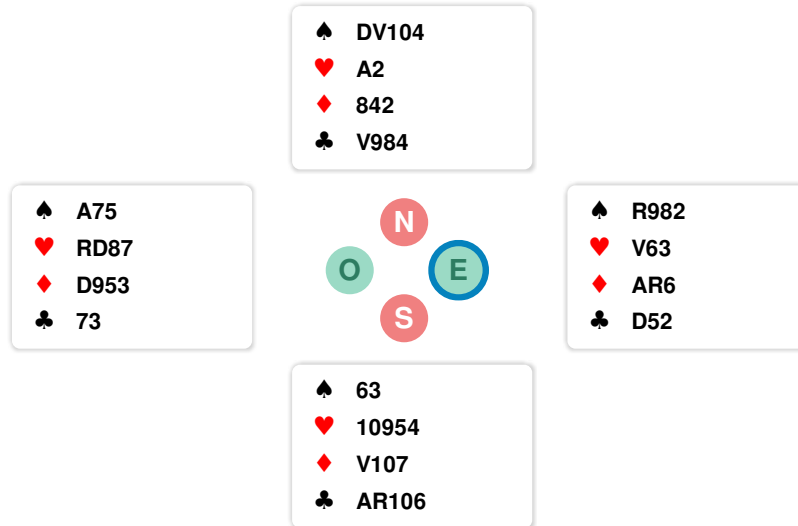 ♠ DV104
♥ A2
♦ 842
♣ V984
♠ A75
♥ RD87
♦ D953
♣ 73
N
O E
S
♠ R982
♥ V63
♦ AR6
♣ D52
♠ 63
♥ 10954
♦ V107
♣ AR106